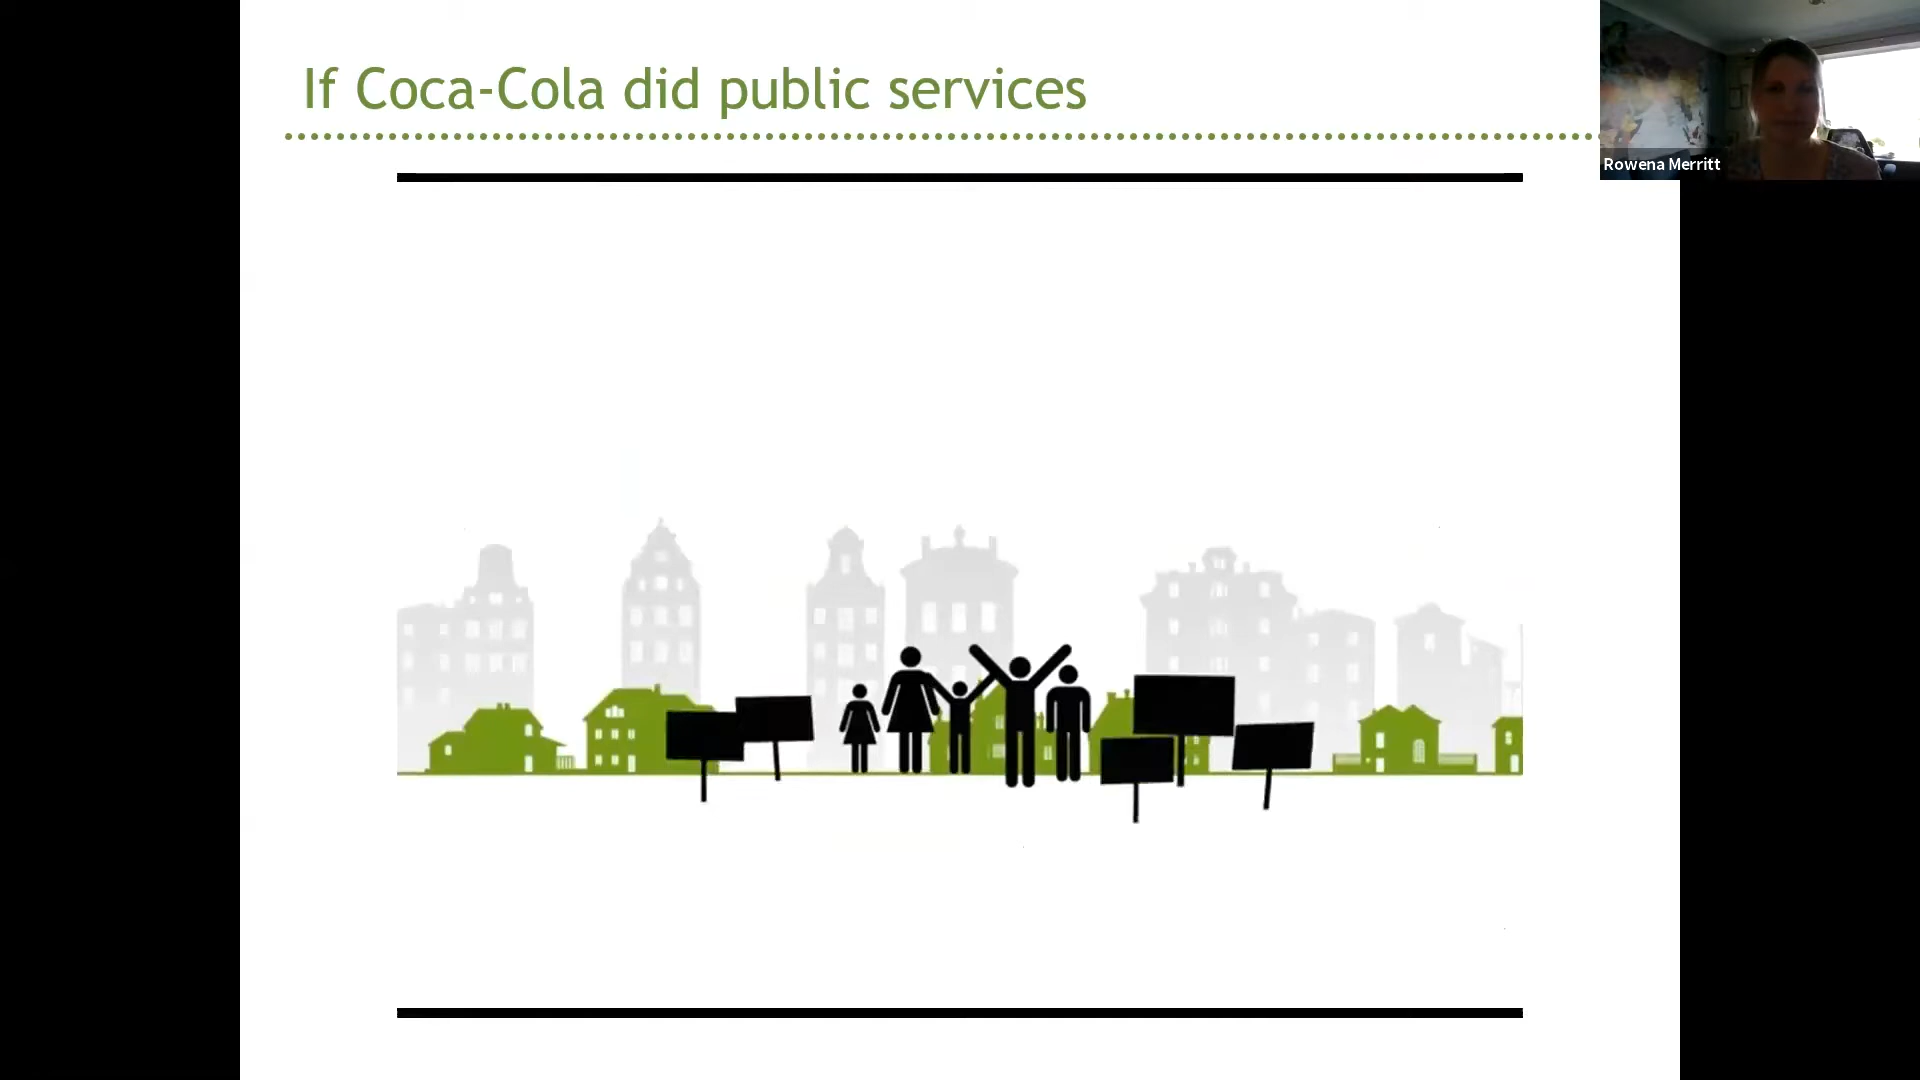 If Coca-Cola did public services
Rowena Merritt